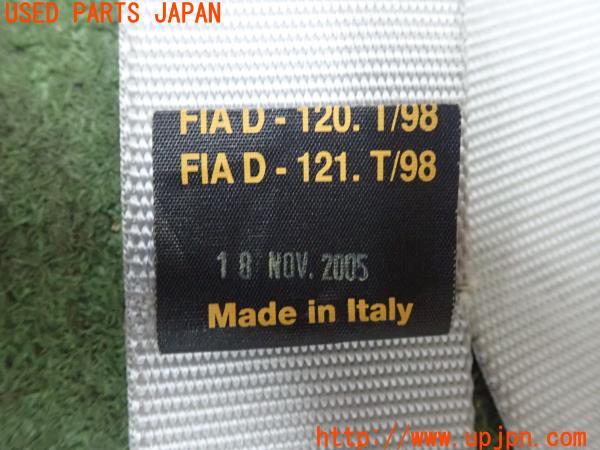 USED PARTS JAPAN
FIA D - 120. T/98
FIA D - 121. T/98
18 NOV. 2005
Made in Italy
UPJ
http://www.upjpn.com